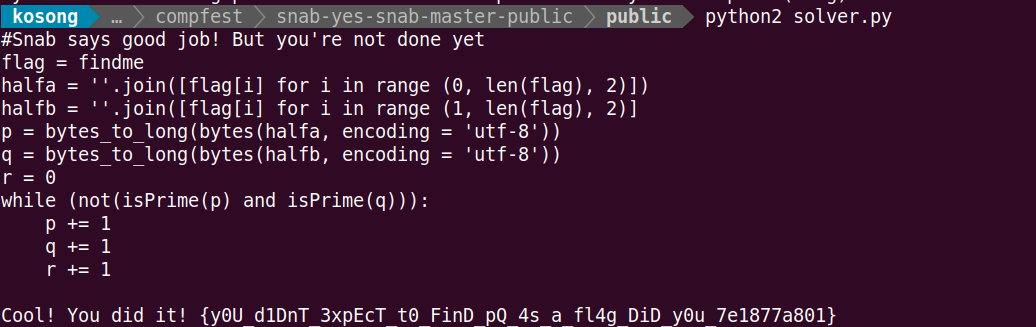 kosong … compfest snab-yes-snab-master-public public python2 solver.py
#Snab says good job! But you're not done yet
flag = findme
halfa = ''.join([flag[i] for i in range (0, len(flag), 2)])
halfb = ''.join([flag[i] for i in range (1, len(flag), 2)]
p = bytes_to_long(bytes(halfa, encoding = 'utf-8'))
q = bytes_to_long(bytes(halfb, encoding = 'utf-8'))
r = 0
while (not(isPrime(p) and isPrime(q))):
    p += 1
    q += 1
    r += 1
Cool! You did it! {y0U_d1DnT_3xpEcT_t0_FinD_pQ_4s_a_fl4g_DiD_y0u_7e1877a801}